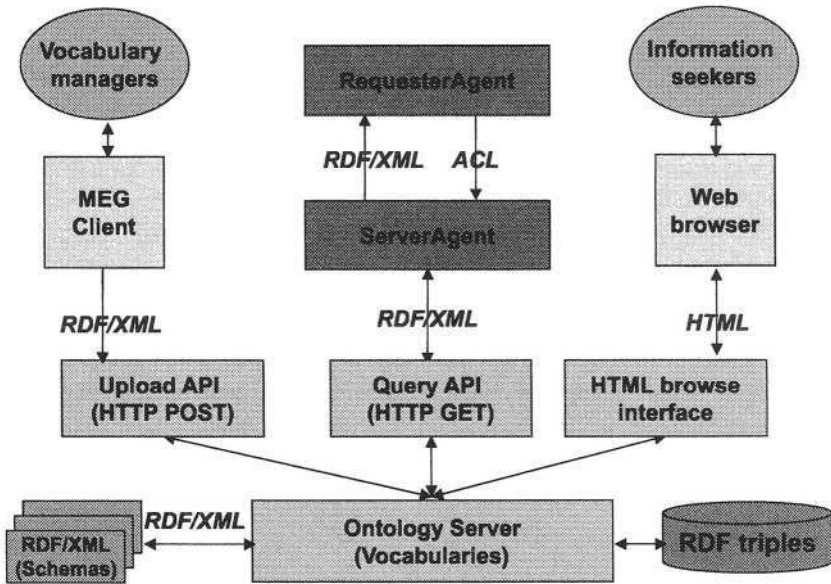 Vocabulary
managers
RequesterAgent
Information
seekers
RDF/XML
ACL
MEG
Client
ServerAgent
Web
browser
RDF/XML
RDF/XML
HTML
Upload API
(HTTP POST)
Query API
(HTTP GET)
HTML browse
interface
RDF/XML
(Schemas)
RDF/XML
Ontology Server
(Vocabularies)
RDF triples